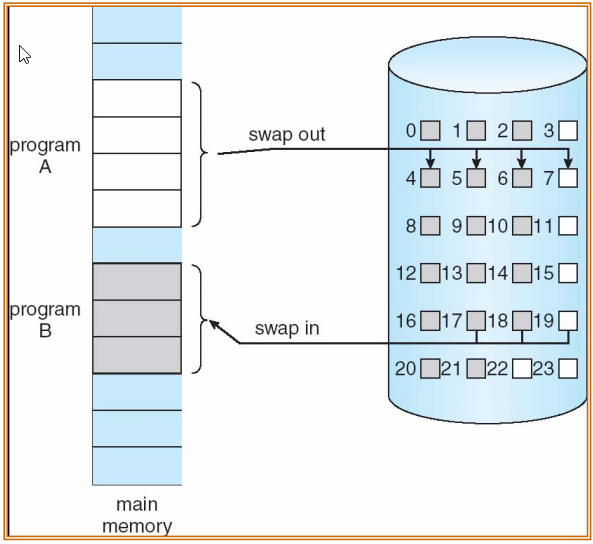 program
A
swap out
0 1 2 3
4 5 6 7
8 9 10 11
12 13 14 15
program
B
swap in
16 17 18 19
20 21 22 23
main
memory